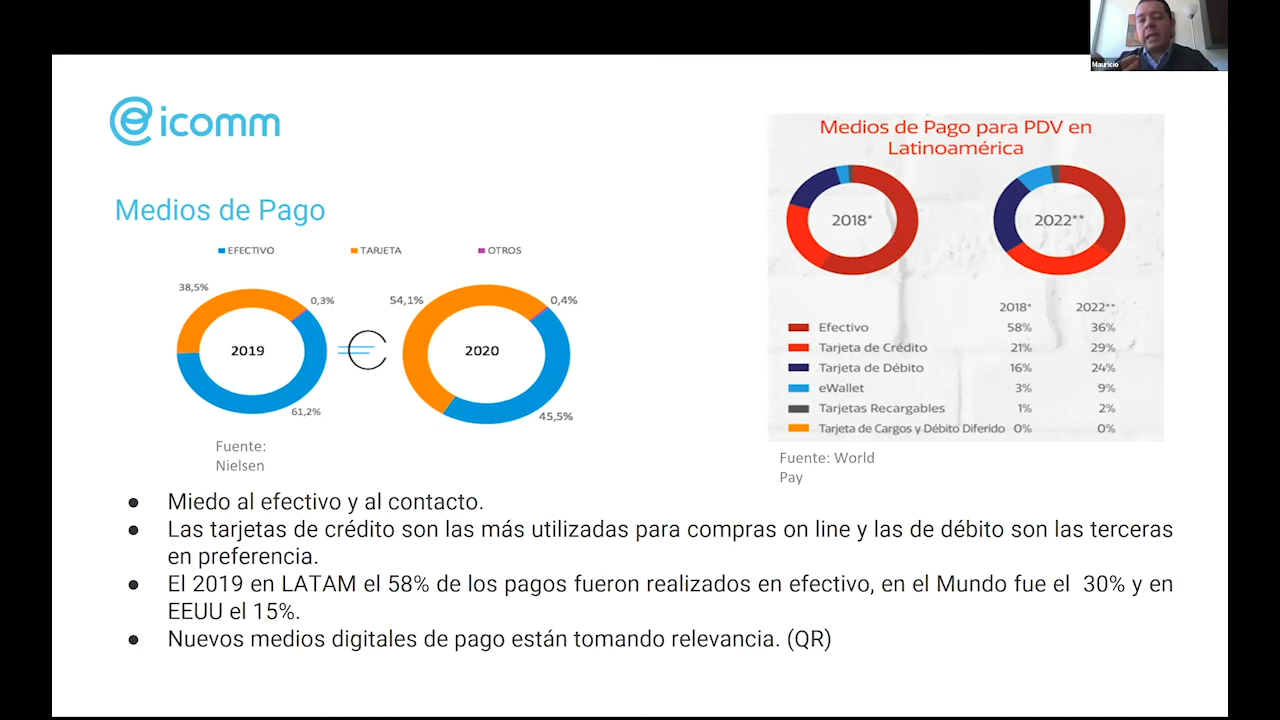 Mauricio
icomm
Medios de Pago
EFECTIVO TARJETA OTROS
38,5%
0,3%
2019
61,2%
54,1%
0,4%
2020
45,5%
Fuente:
Nielsen
Medios de Pago para PDV en
Latinoamérica
2018*
2022**
2018* 2022**
Efectivo 58% 36%
Tarjeta de Crédito 21% 29%
Tarjeta de Débito 16% 24%
eWallet 3% 9%
Tarjetas Recargables 1% 2%
Tarjeta de Cargos y Débito Diferido 0% 0%
Fuente: World
Pay
● Miedo al efectivo y al contacto.
● Las tarjetas de crédito son las más utilizadas para compras on line y las de débito son las terceras
en preferencia.
● El 2019 en LATAM el 58% de los pagos fueron realizados en efectivo, en el Mundo fue el 30% y en
EEUU el 15%.
● Nuevos medios digitales de pago están tomando relevancia. (QR)